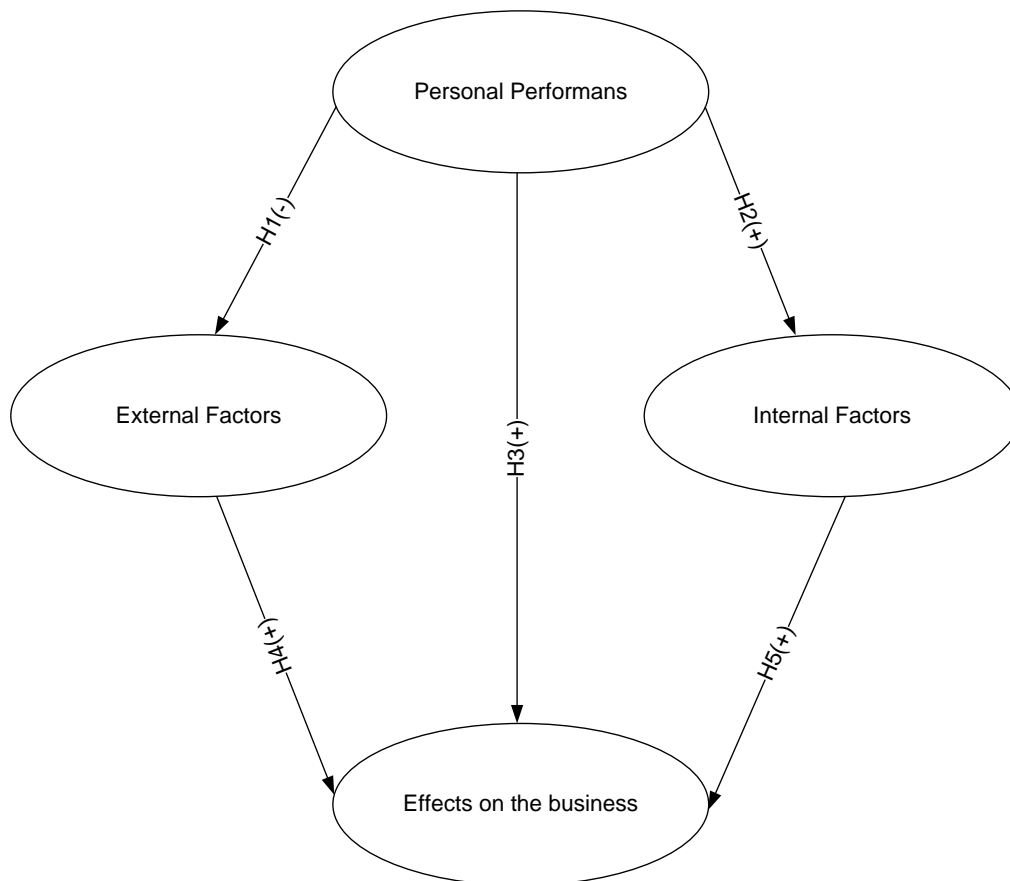 Personal Performans
H1(-)
H2(+)
External Factors
H3(+)
Internal Factors
H4(+)
H5(+)
Effects on the business